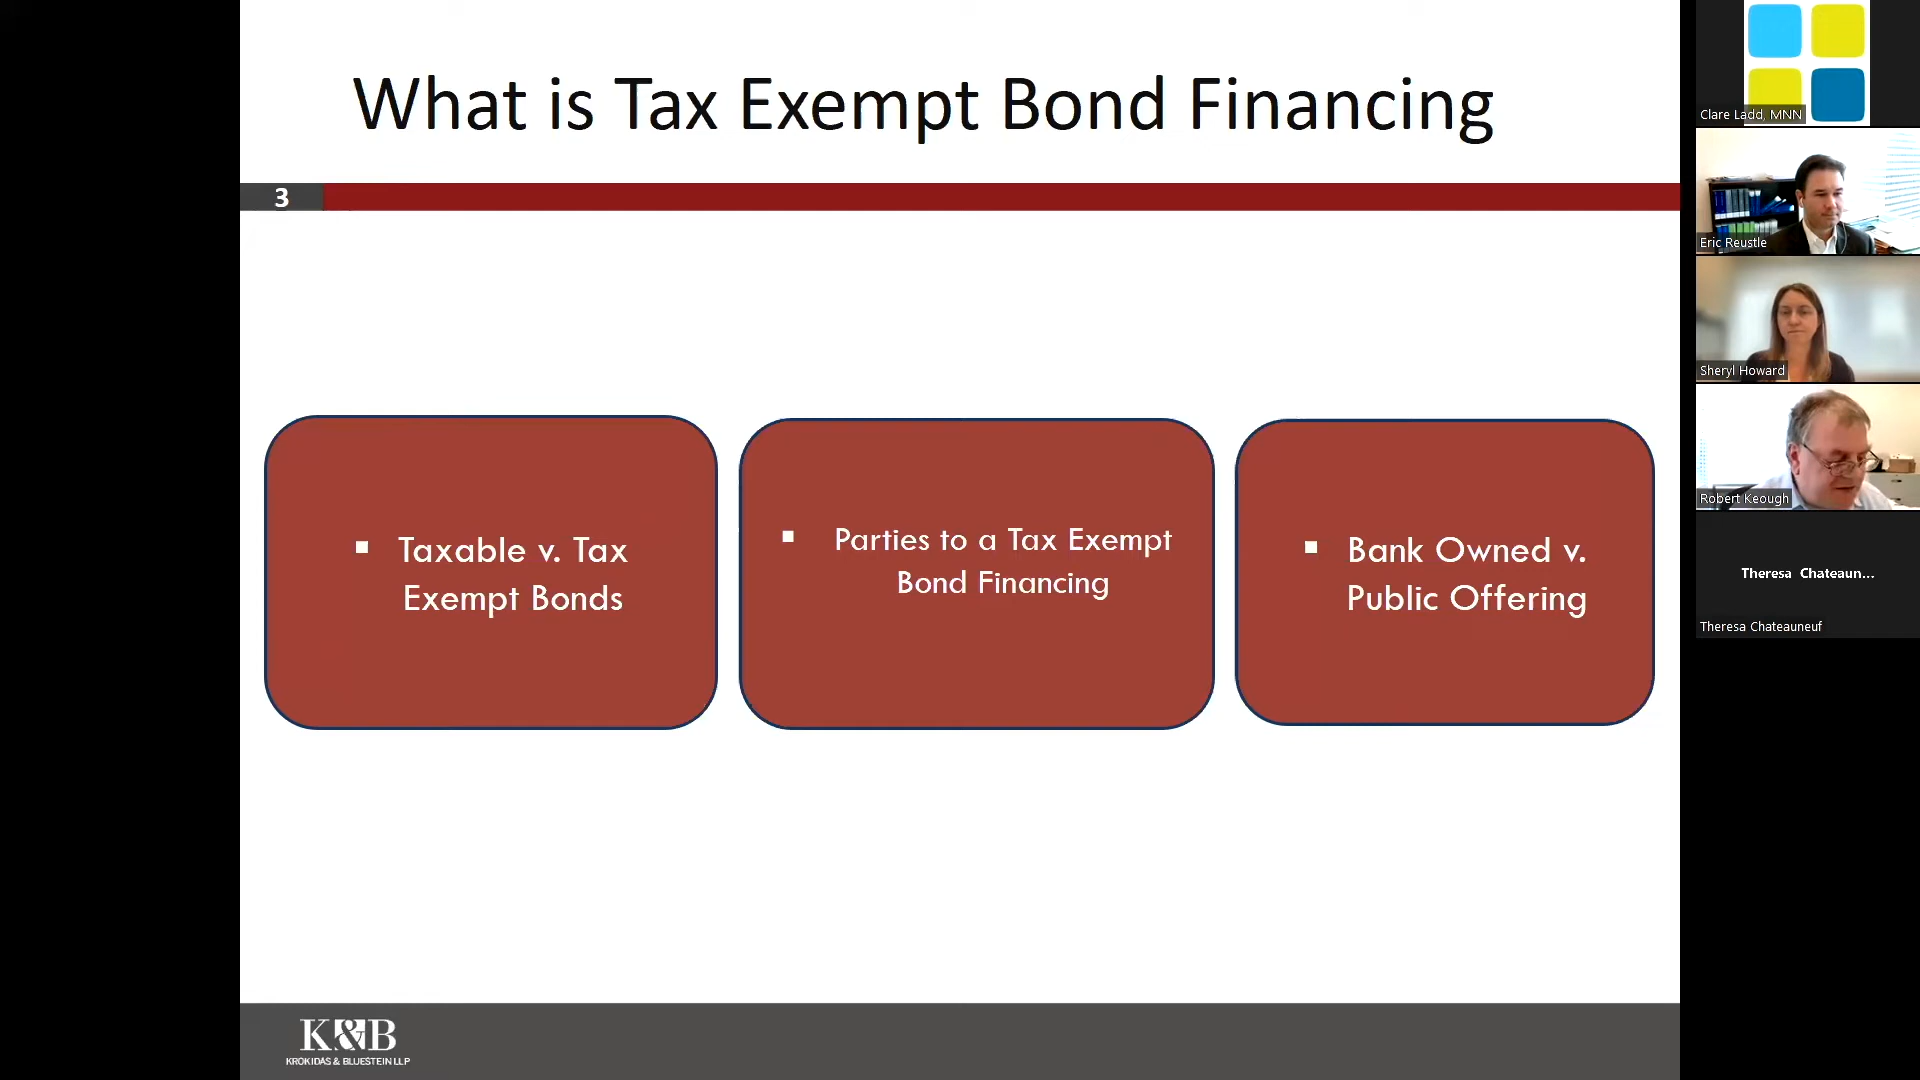 What is Tax Exempt Bond Financing
3
▪ Taxable v. Tax
Exempt Bonds
▪ Parties to a Tax Exempt
Bond Financing
▪ Bank Owned v.
Public Offering
K&B
KROKIDAS & BLUESTEIN LLP
Clare Ladd, MNN
Eric Reustle
Sheryl Howard
Robert Keough
Theresa Chateaun...
Theresa Chateauneuf